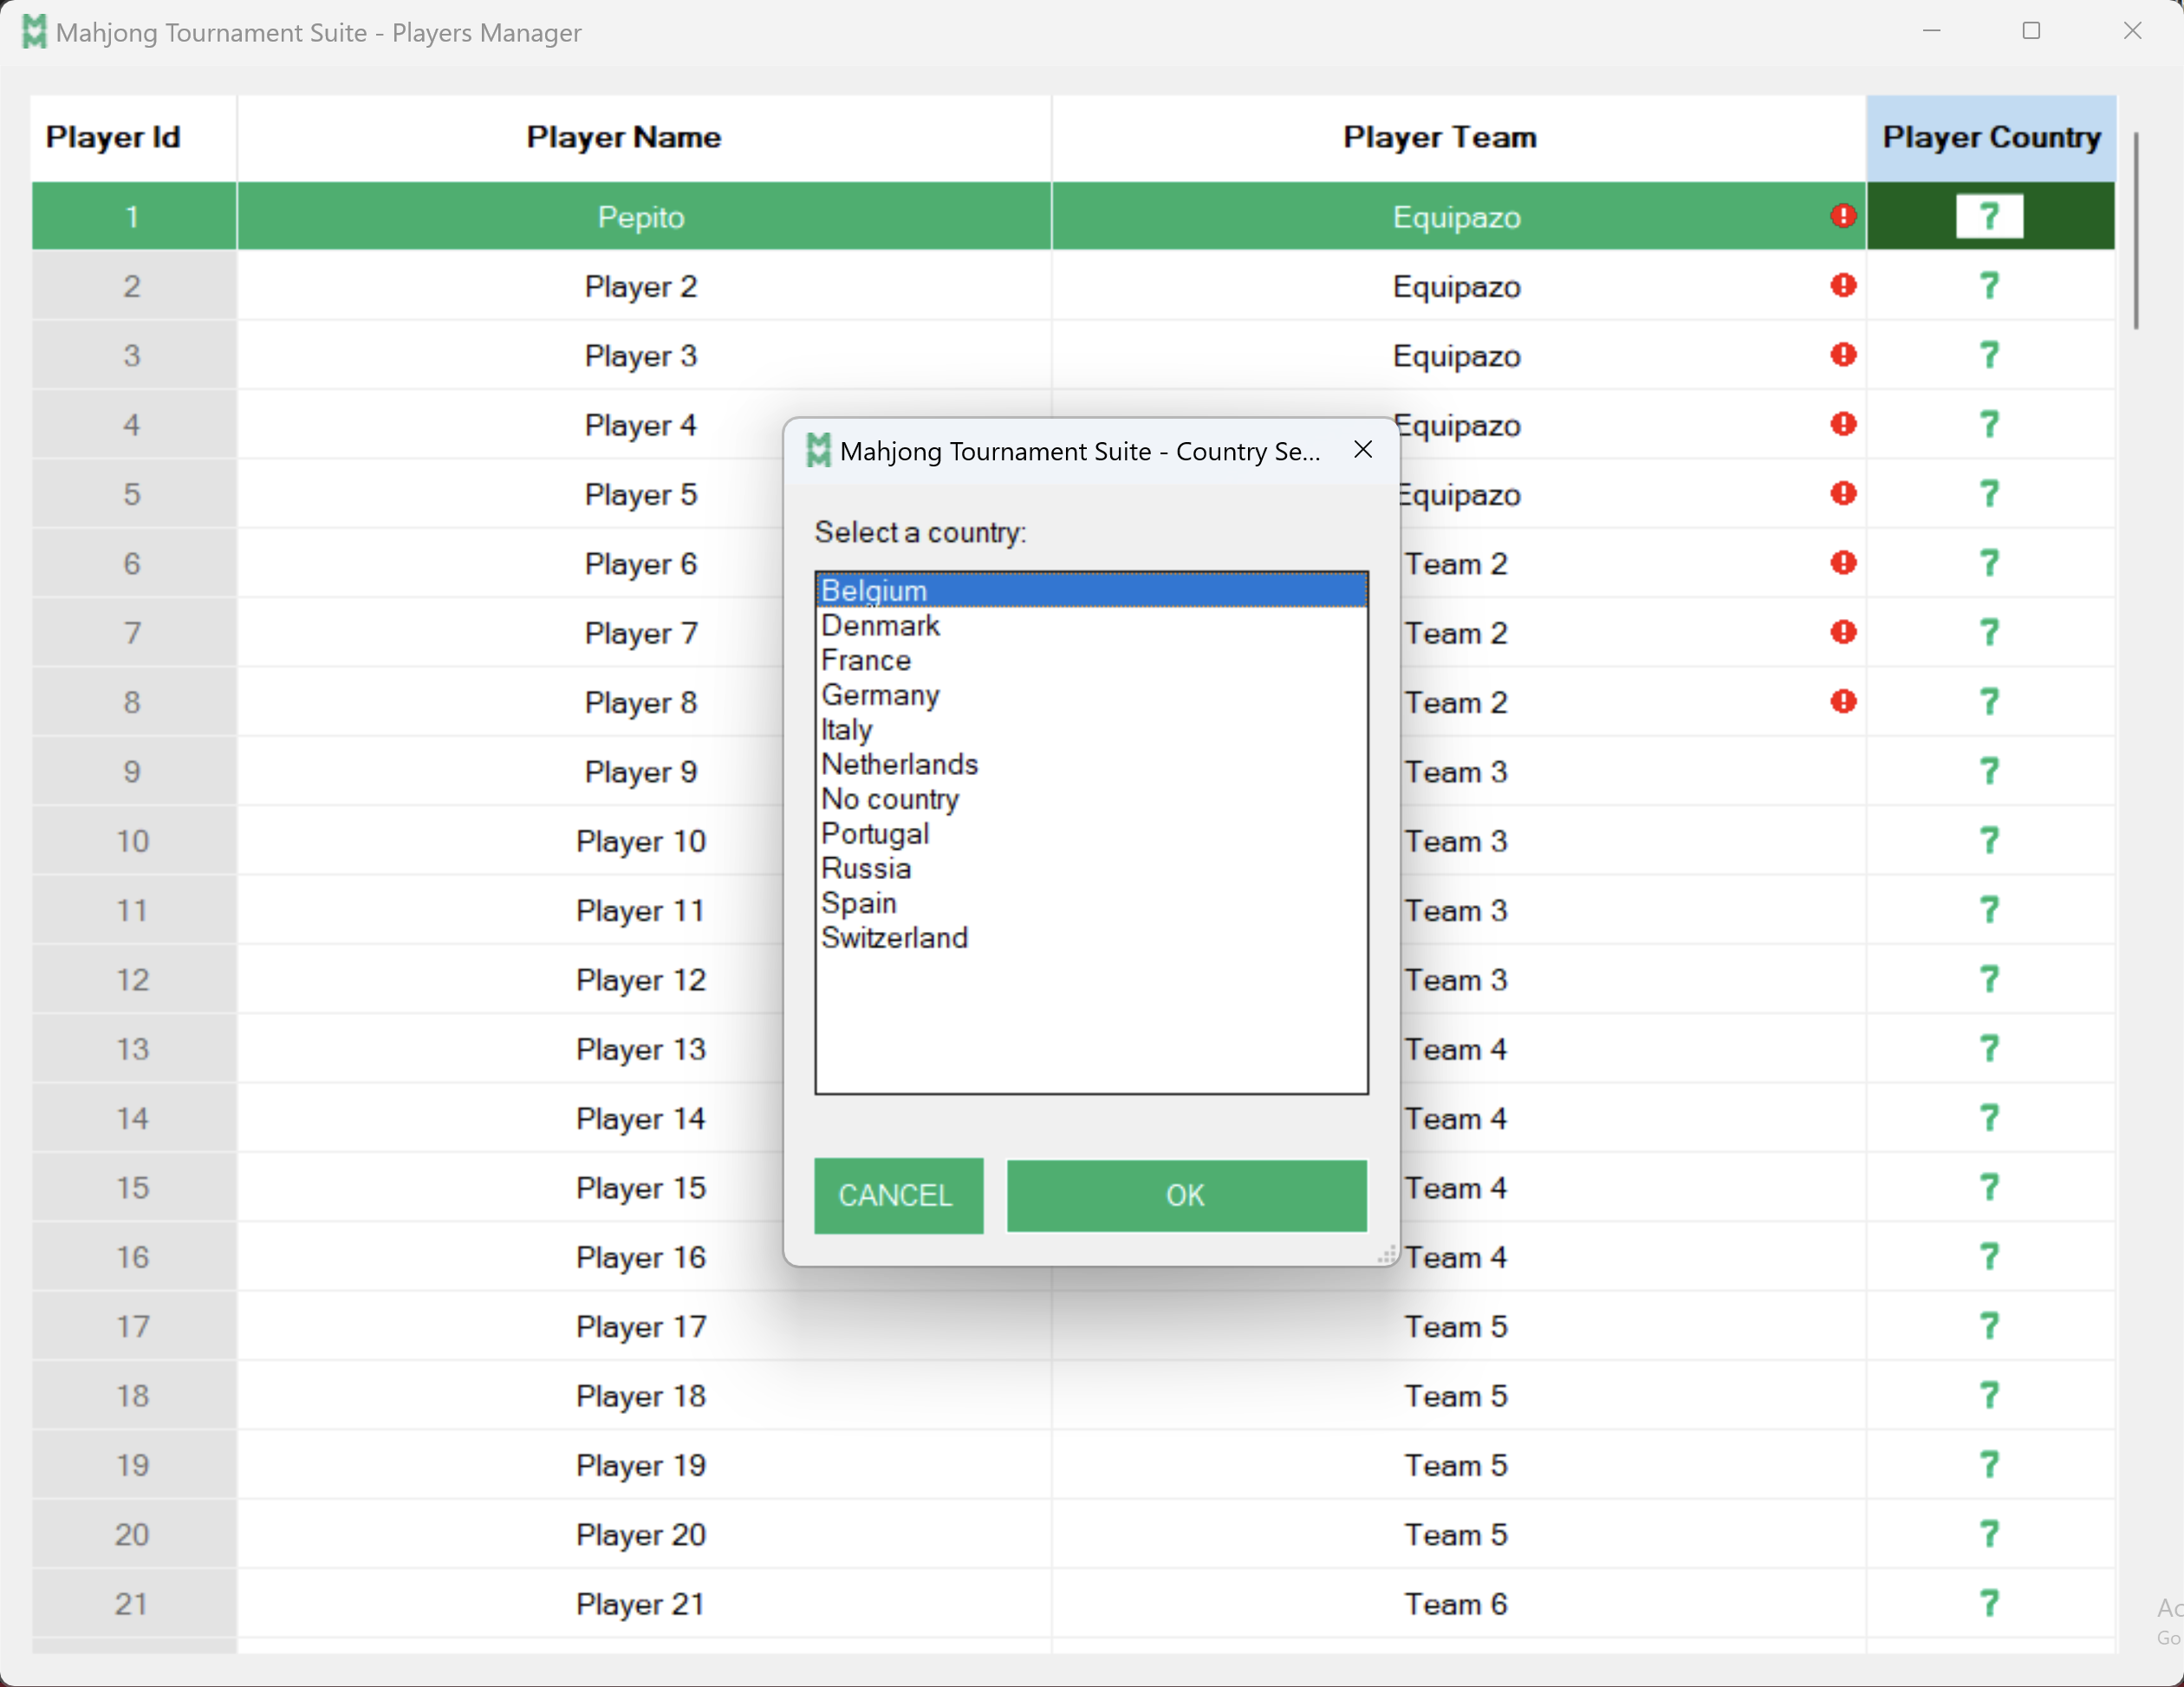 Mahjong Tournament Suite - Players Manager
Player Id Player Name Player Team Player Country
1 Pepito Equipazo ?
2 Player 2 Equipazo ?
3 Player 3 Equipazo ?
4 Player 4 Equipazo ?
5 Player 5 Equipazo ?
6 Player 6 Team 2 ?
7 Player 7 Team 2 ?
8 Player 8 Team 2 ?
9 Player 9 Team 3 ?
10 Player 10 Team 3 ?
11 Player 11 Team 3 ?
12 Player 12 Team 3 ?
13 Player 13 Team 4 ?
14 Player 14 Team 4 ?
15 Player 15 Team 4 ?
16 Player 16 Team 4 ?
17 Player 17 Team 5 ?
18 Player 18 Team 5 ?
19 Player 19 Team 5 ?
20 Player 20 Team 5 ?
21 Player 21 Team 6 ?
Mahjong Tournament Suite - Country Se...
Select a country:
Belgium
Denmark
France
Germany
Italy
Netherlands
No country
Portugal
Russia
Spain
Switzerland
CANCEL OK
Go